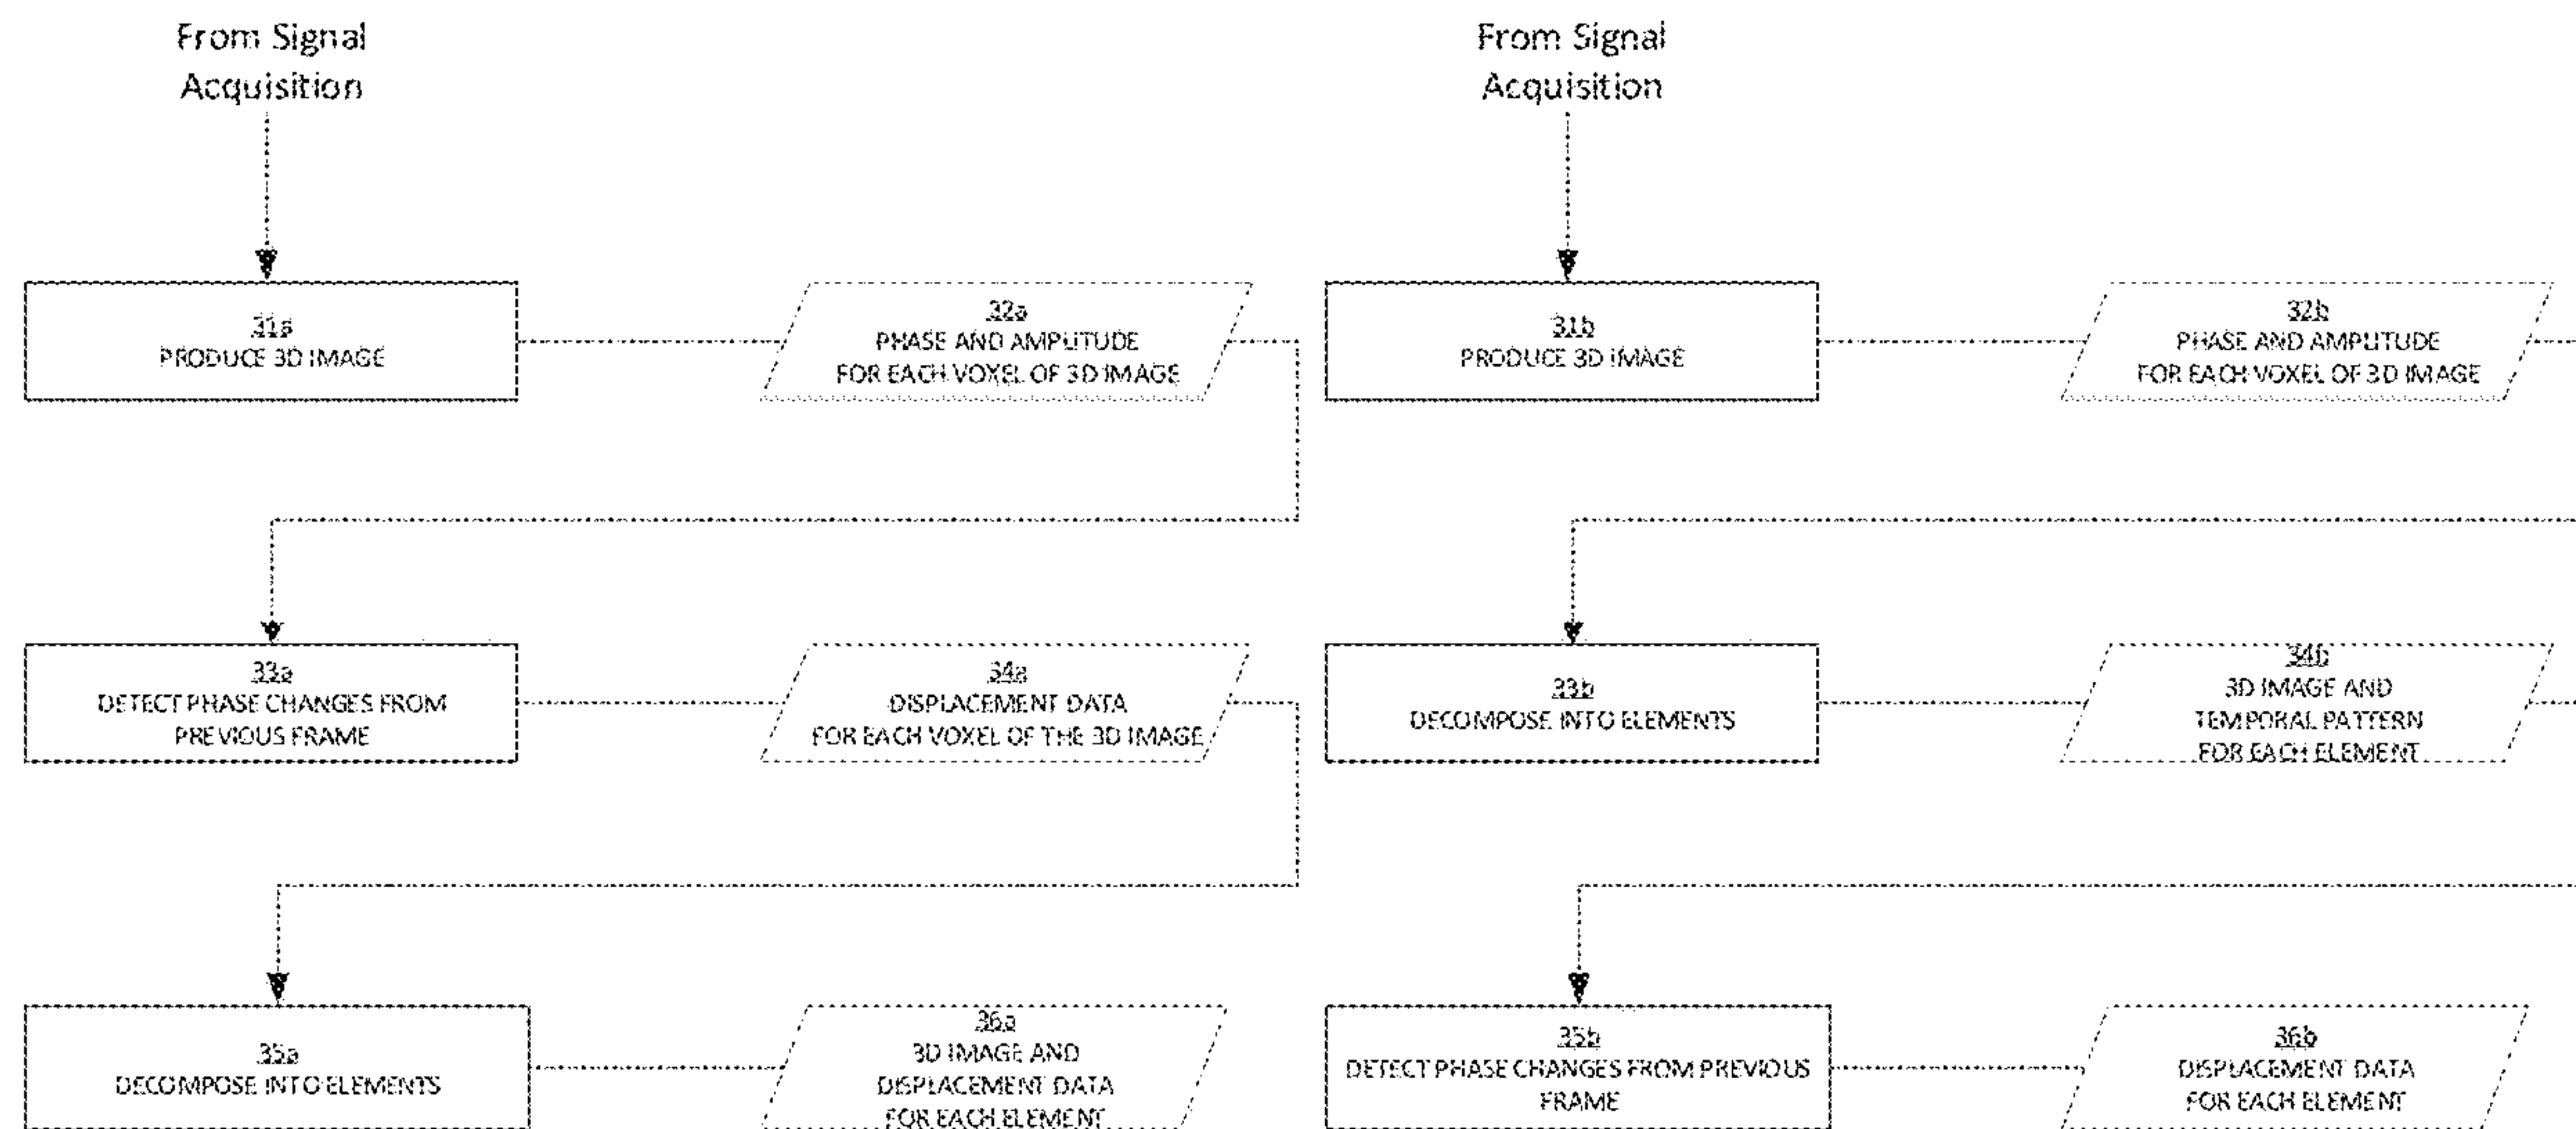 From Signal
Acquisition
31a
PRODUCE 3D IMAGE
32a
PHASE AND AMPLITUDE
FOR EACH VOXEL OF 3D IMAGE
33a
DETECT PHASE CHANGES FROM
PREVIOUS FRAME
34a
DISPLACEMENT DATA
FOR EACH VOXEL OF THE 3D IMAGE
35a
DECOMPOSE INTO ELEMENTS
36a
3D IMAGE AND
DISPLACEMENT DATA
FOR EACH ELEMENT
From Signal
Acquisition
31b
PRODUCE 3D IMAGE
32b
PHASE AND AMPLITUDE
FOR EACH VOXEL OF 3D IMAGE
33b
DECOMPOSE INTO ELEMENTS
34b
3D IMAGE AND
TEMPORAL PATTERN
FOR EACH ELEMENT
35b
DETECT PHASE CHANGES FROM PREVIOUS
FRAME
36b
DISPLACEMENT DATA
FOR EACH ELEMENT